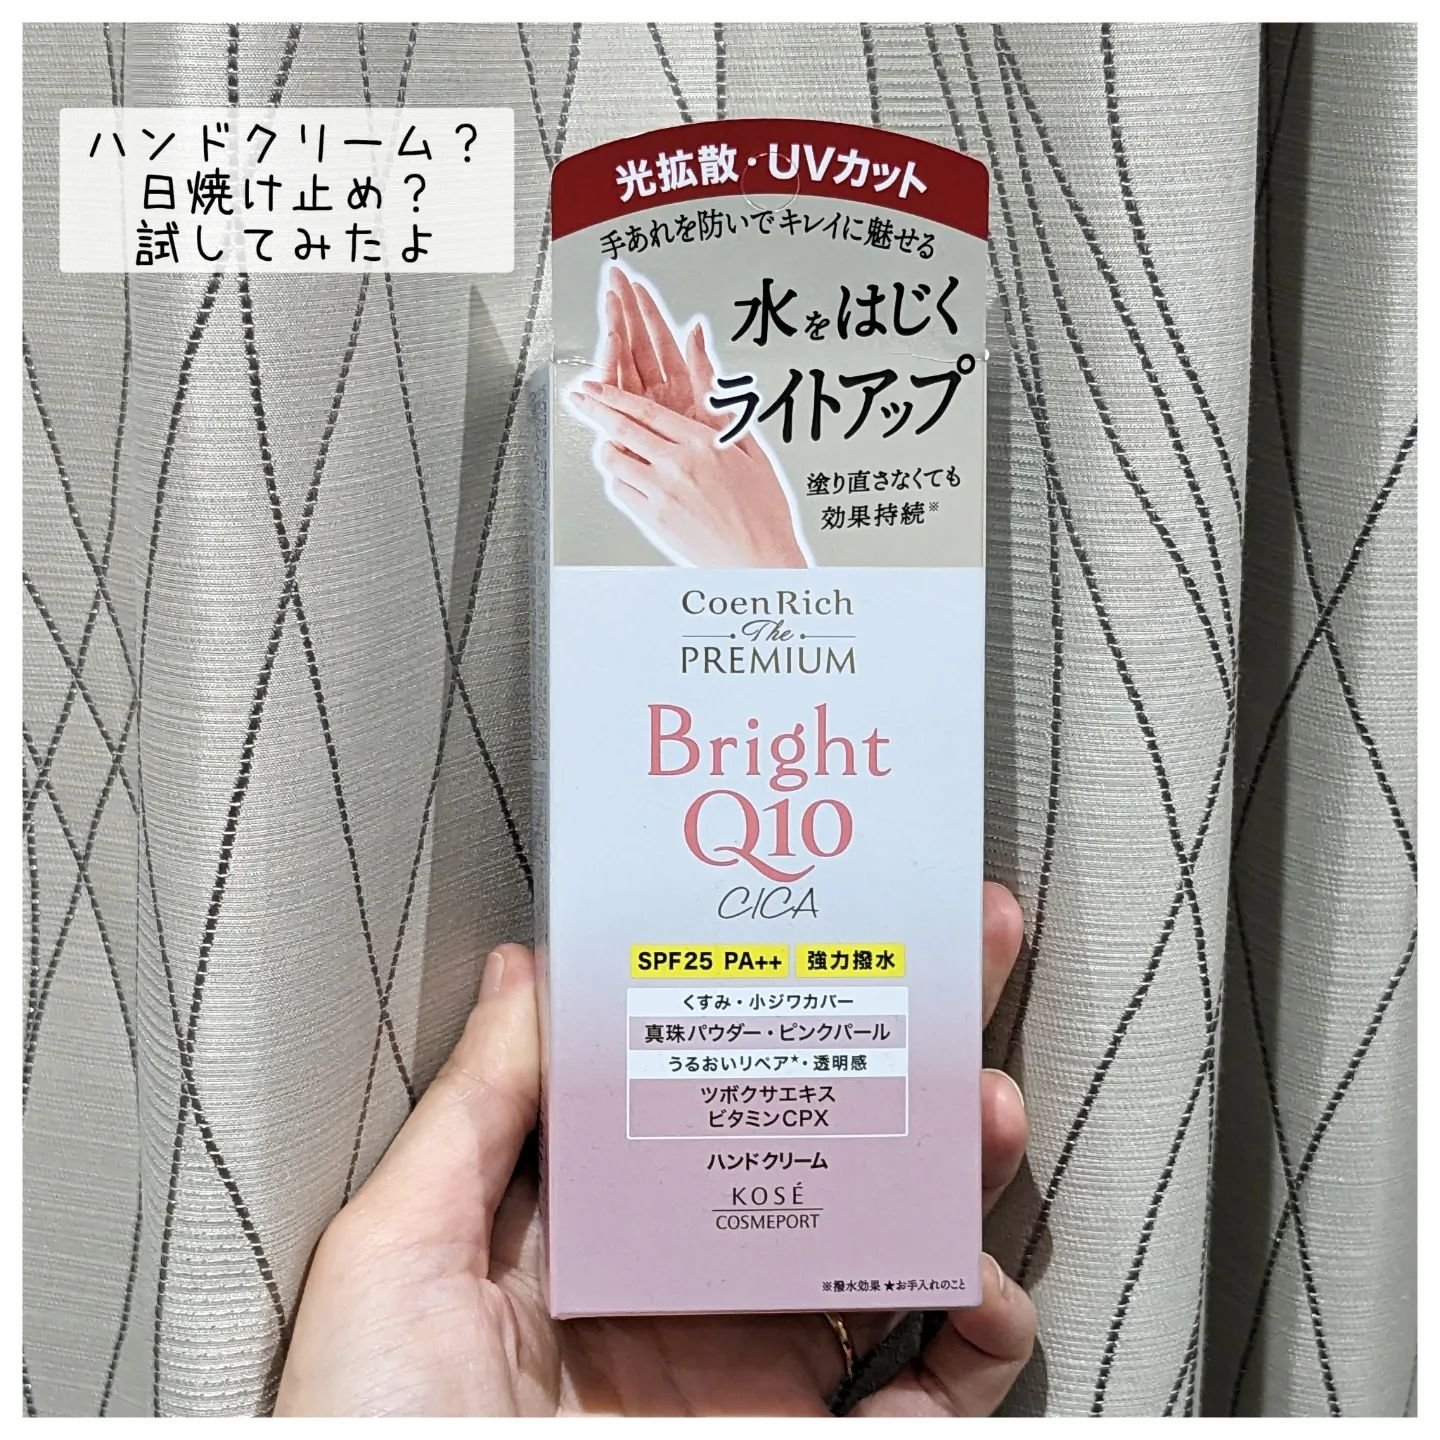 ハンドクリーム？
日焼け止め？
試してみたよ
光拡散・UVカット
手あれを防いでキレイに魅せる
水をはじく
ライトアップ
塗り直さなくても
効果持続※
CoenRich
The
PREMIUM
Bright
Q10
CICA
SPF25 PA++ 強力撥水
くすみ・小ジワカバー
真珠パウダー・ピンクパール
うるおいリペア★・透明感
ツボクサエキス
ビタミンCPX
ハンドクリーム
KOSÉ
COSMEPORT
※撥水効果 ★お手入れのこと